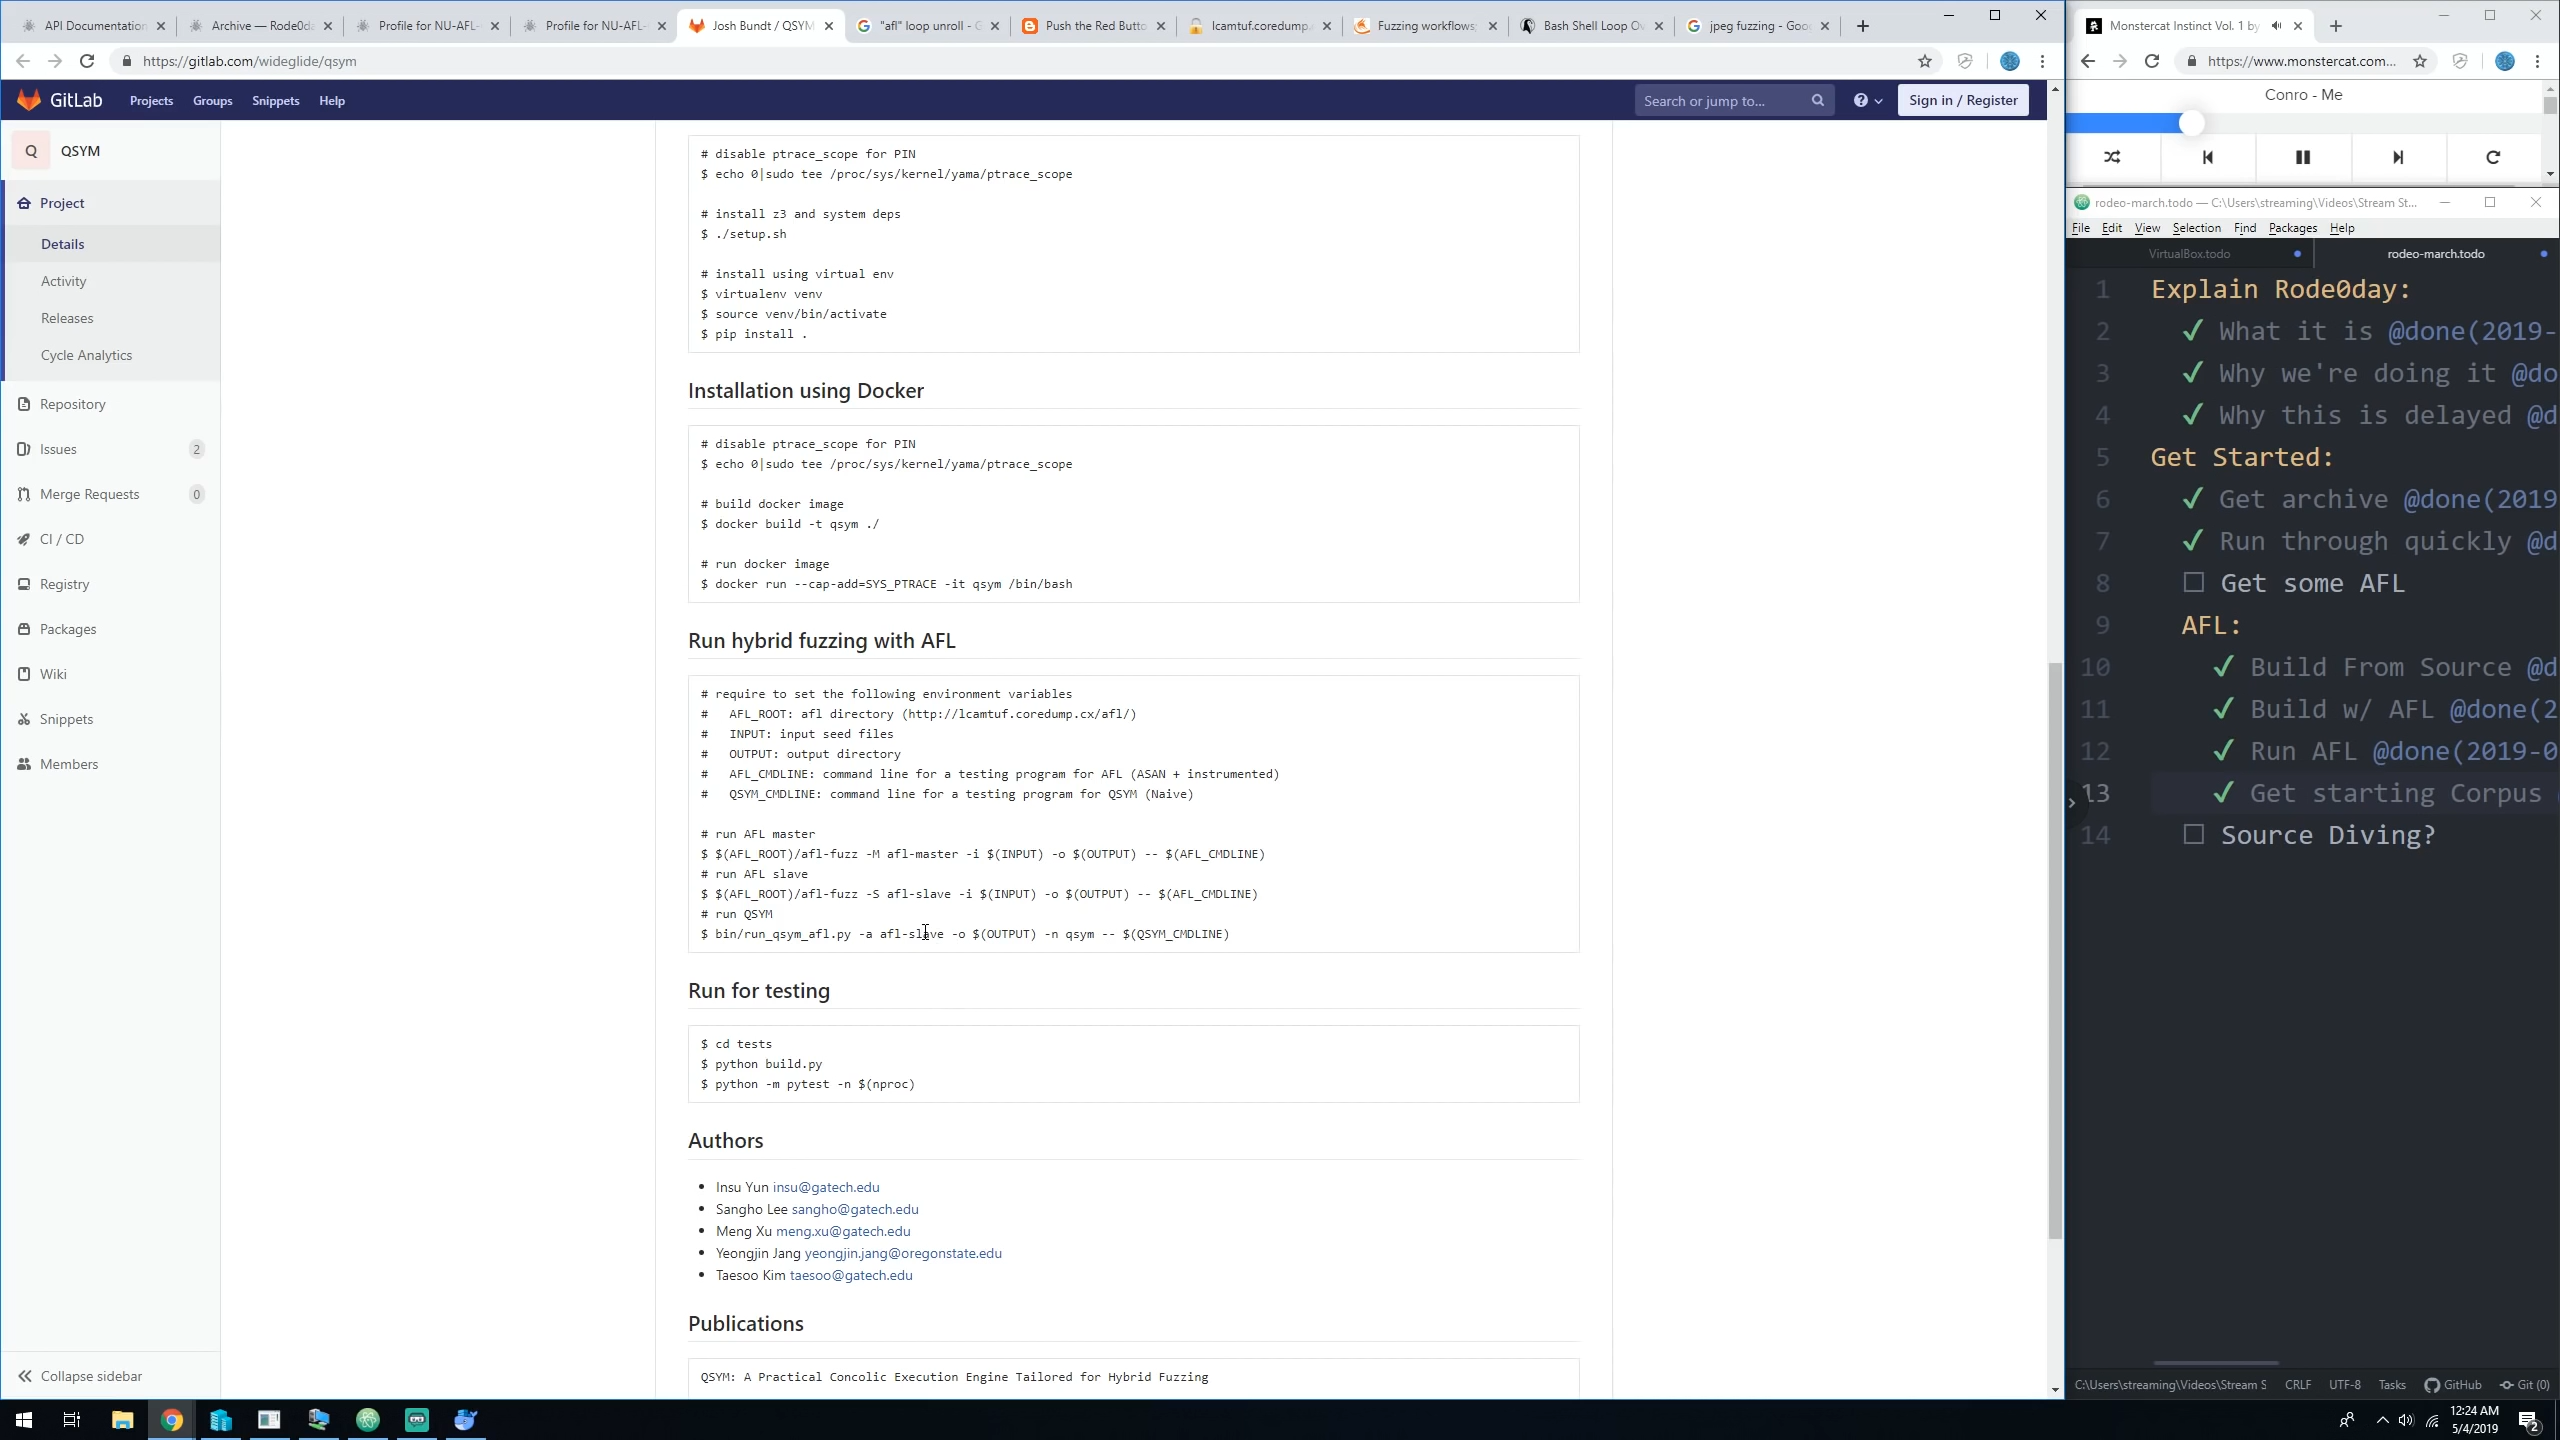 API Documentation
Archive — Rode0da
Profile for NU-AFL-
Profile for NU-AFL-
Josh Bundt / QSYM
"afl" loop unroll - G
Push the Red Butto
lcamtuf.coredump.
Fuzzing workflows;
Bash Shell Loop Ov
jpeg fuzzing - Goo
https://gitlab.com/wideglide/qsym
GitLab
Projects
Groups
Snippets
Help
Search or jump to...
Sign in / Register
Q
QSYM
Project
Details
Activity
Releases
Cycle Analytics
Repository
Issues
2
Merge Requests
0
CI / CD
Registry
Packages
Wiki
Snippets
Members
Collapse sidebar
# disable ptrace_scope for PIN
$ echo 0|sudo tee /proc/sys/kernel/yama/ptrace_scope
# install z3 and system deps
$ ./setup.sh
# install using virtual env
$ virtualenv venv
$ source venv/bin/activate
$ pip install .
Installation using Docker
# disable ptrace_scope for PIN
$ echo 0|sudo tee /proc/sys/kernel/yama/ptrace_scope
# build docker image
$ docker build -t qsym ./
# run docker image
$ docker run --cap-add=SYS_PTRACE -it qsym /bin/bash
Run hybrid fuzzing with AFL
# require to set the following environment variables
#   AFL_ROOT: afl directory (http://lcamtuf.coredump.cx/afl/)
#   INPUT: input seed files
#   OUTPUT: output directory
#   AFL_CMDLINE: command line for a testing program for AFL (ASAN + instrumented)
#   QSYM_CMDLINE: command line for a testing program for QSYM (Naive)
# run AFL master
$ $(AFL_ROOT)/afl-fuzz -M afl-master -i $(INPUT) -o $(OUTPUT) -- $(AFL_CMDLINE)
# run AFL slave
$ $(AFL_ROOT)/afl-fuzz -S afl-slave -i $(INPUT) -o $(OUTPUT) -- $(AFL_CMDLINE)
# run QSYM
$ bin/run_qsym_afl.py -a afl-slave -o $(OUTPUT) -n qsym -- $(QSYM_CMDLINE)
Run for testing
$ cd tests
$ python build.py
$ python -m pytest -n $(nproc)
Authors
Insu Yun insu@gatech.edu
Sangho Lee sangho@gatech.edu
Meng Xu meng.xu@gatech.edu
Yeongjin Jang yeongjin.jang@oregonstate.edu
Taesoo Kim taesoo@gatech.edu
Publications
QSYM: A Practical Concolic Execution Engine Tailored for Hybrid Fuzzing
Monstercat Instinct Vol. 1 by
https://www.monstercat.com...
Conro - Me
rodeo-march.todo — C:\Users\streaming\Videos\Stream St...
File Edit View Selection Find Packages Help
VirtualBox.todo
rodeo-march.todo
1 Explain Rode0day:
2 ✓ What it is @done(2019-
3 ✓ Why we're doing it @do
4 ✓ Why this is delayed @d
5 Get Started:
6 ✓ Get archive @done(2019
7 ✓ Run through quickly @d
8 ☐ Get some AFL
9 AFL:
10 ✓ Build From Source @d
11 ✓ Build w/ AFL @done(2
12 ✓ Run AFL @done(2019-0
13 ✓ Get starting Corpus
14 ☐ Source Diving?
C:\Users\streaming\Videos\Stream S CRLF UTF-8 Tasks GitHub Git (0)
12:24 AM
5/4/2019
2